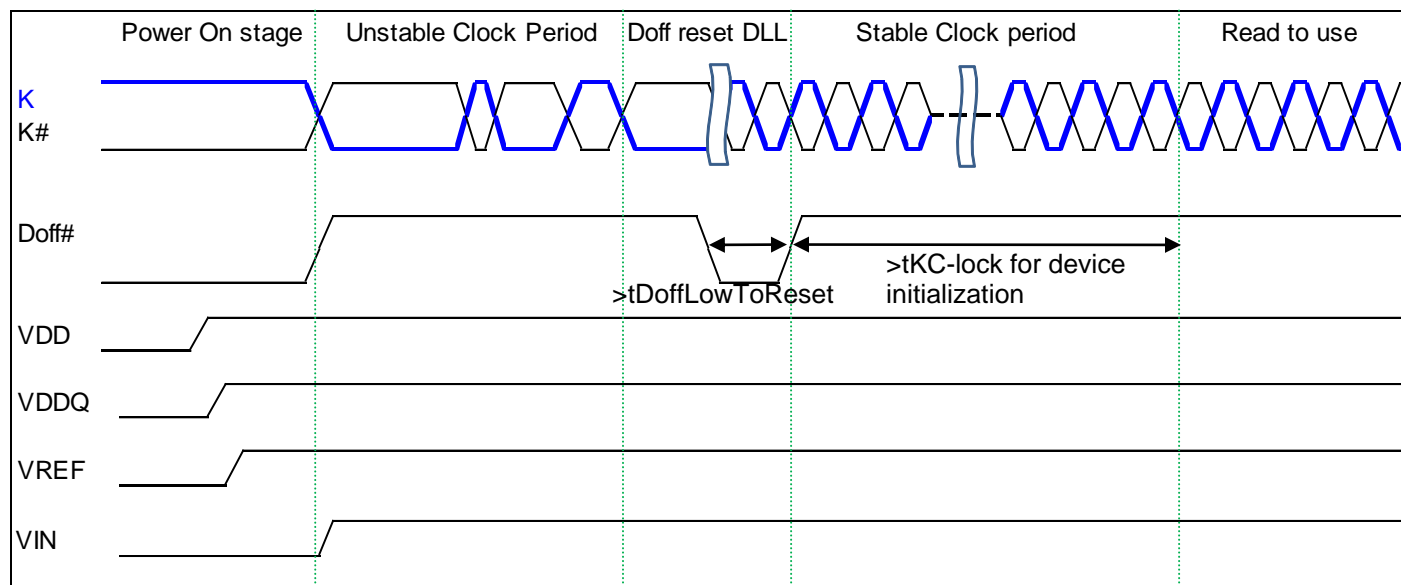 Power On stage
Unstable Clock Period
Doff reset DLL
Stable Clock period
Read to use
K
K#
Doff#
>tDoffLowToReset
>tKC-lock for device
initialization
VDD
VDDQ
VREF
VIN